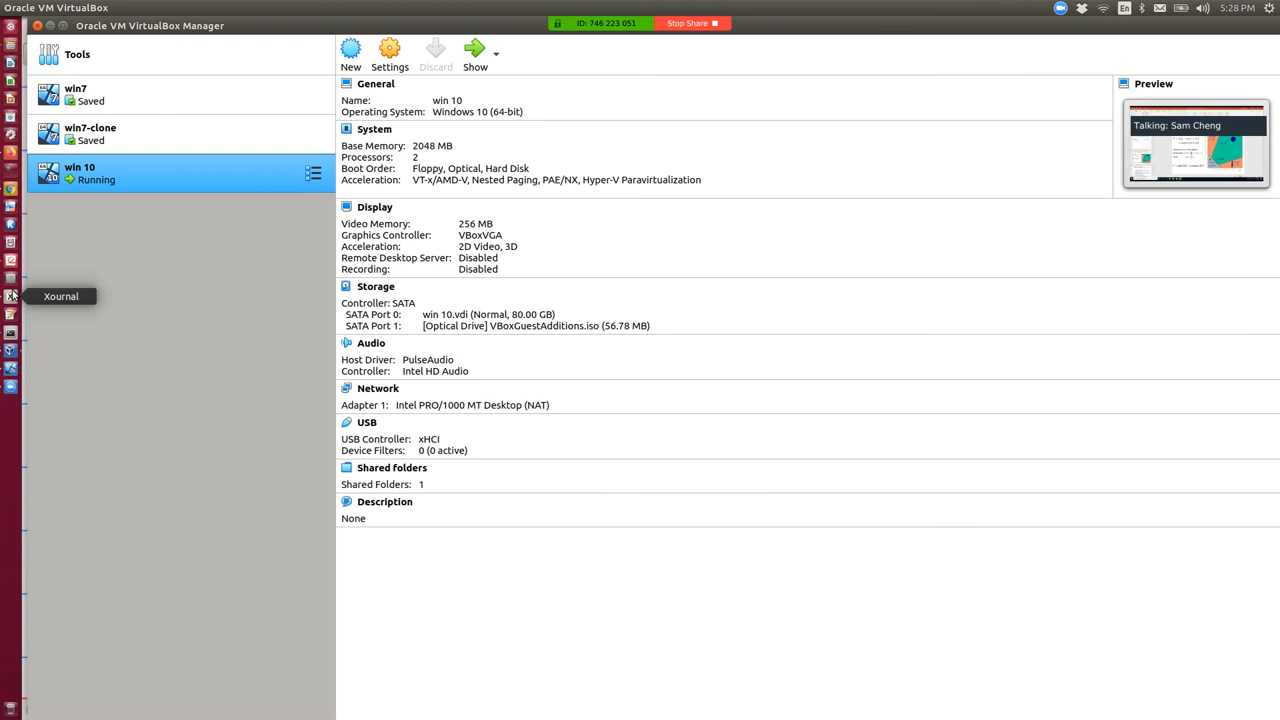 Oracle VM VirtualBox
En
5:28 PM
Oracle VM VirtualBox Manager
ID: 746 223 051
Stop Share
Tools
win7
Saved
win7-clone
Saved
win 10
Running
Xournal
New
Settings
Discard
Show
General
Name: win 10
Operating System: Windows 10 (64-bit)
System
Base Memory: 2048 MB
Processors: 2
Boot Order: Floppy, Optical, Hard Disk
Acceleration: VT-x/AMD-V, Nested Paging, PAE/NX, Hyper-V Paravirtualization
Preview
Talking: Sam Cheng
Display
Video Memory: 256 MB
Graphics Controller: VBoxVGA
Acceleration: 2D Video, 3D
Remote Desktop Server: Disabled
Recording: Disabled
Storage
Controller: SATA
SATA Port 0: win 10.vdi (Normal, 80.00 GB)
SATA Port 1: [Optical Drive] VBoxGuestAdditions.iso (56.78 MB)
Audio
Host Driver: PulseAudio
Controller: Intel HD Audio
Network
Adapter 1: Intel PRO/1000 MT Desktop (NAT)
USB
USB Controller: xHCI
Device Filters: 0 (0 active)
Shared folders
Shared Folders: 1
Description
None